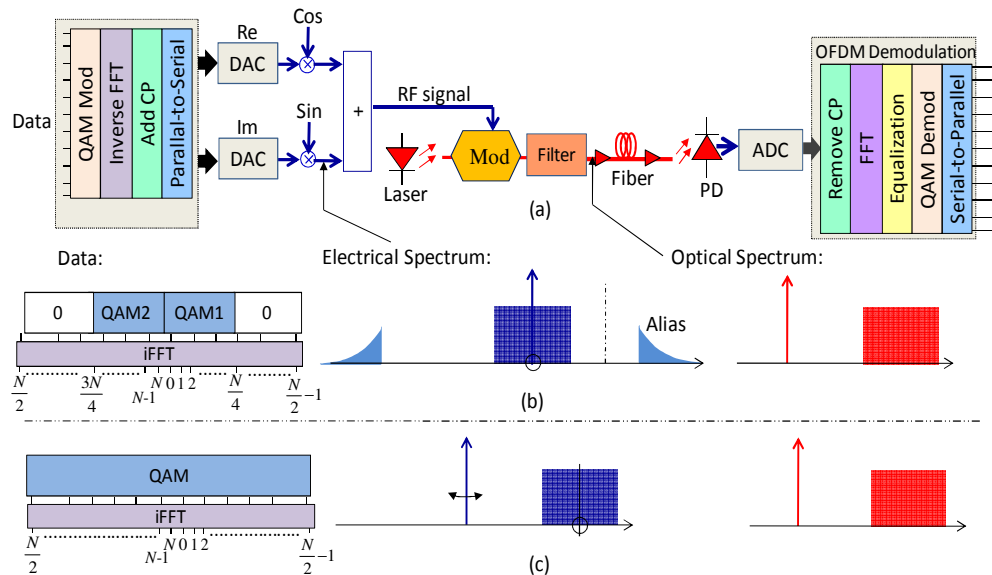 Data
QAM Mod
Inverse FFT
Add CP
Parallal-to-Serial
Re
DAC
Cos
Im
DAC
Sin
+
RF signal
Laser
Mod
Filter
Fiber
PD
ADC
OFDM Demodulation
Remove CP
FFT
Equalization
QAM Demod
Serial-to-Parallel
(a)
Data:
Electrical Spectrum:
Optical Spectrum:
0 QAM2 QAM1 0
iFFT
N/2 3N/4 N-1 N 0 1 2 N/4 N/2 -1
Alias
(b)
QAM
iFFT
N/2 N-1 N 0 1 2 N/2 -1
(c)